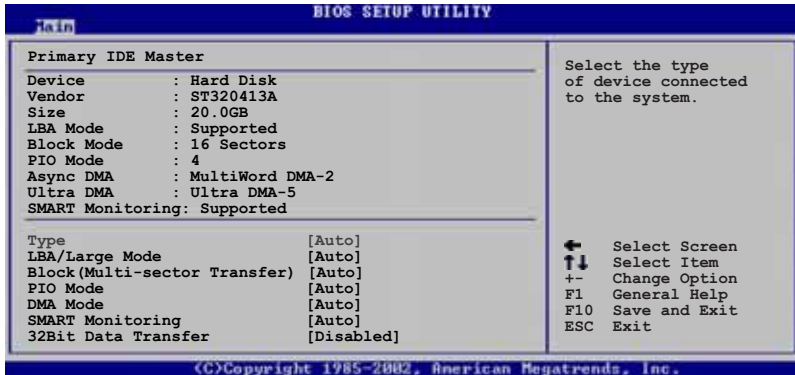 BIOS SETUP UTILITY
Main
Primary IDE Master
Device : Hard Disk
Vendor : ST320413A
Size : 20.0GB
LBA Mode : Supported
Block Mode : 16 Sectors
PIO Mode : 4
Async DMA : MultiWord DMA-2
Ultra DMA : Ultra DMA-5
SMART Monitoring: Supported
Type [Auto]
LBA/Large Mode [Auto]
Block(Multi-sector Transfer) [Auto]
PIO Mode [Auto]
DMA Mode [Auto]
SMART Monitoring [Auto]
32Bit Data Transfer [Disabled]
Select the type
of device connected
to the system.
← Select Screen
↑↓ Select Item
+- Change Option
F1 General Help
F10 Save and Exit
ESC Exit
(C)Copyright 1985-2002, American Megatrends, Inc.